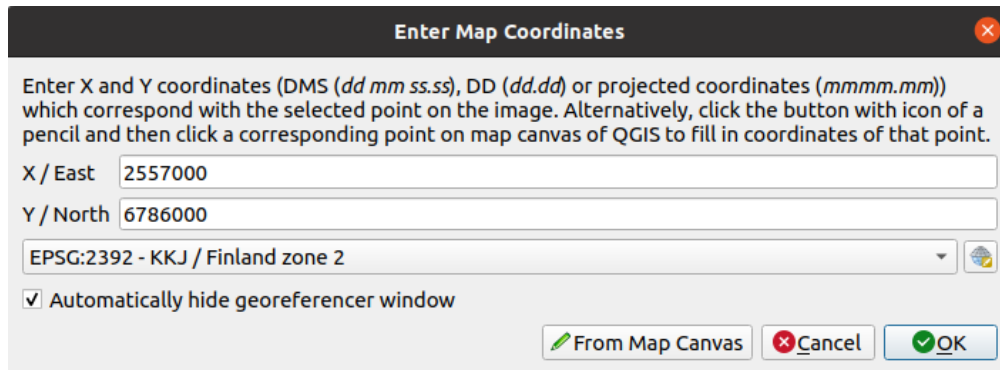 Enter Map Coordinates
Enter X and Y coordinates (DMS (dd mm ss.ss), DD (dd.dd) or projected coordinates (mmmm.mm))
which correspond with the selected point on the image. Alternatively, click the button with icon of a
pencil and then click a corresponding point on map canvas of QGIS to fill in coordinates of that point.
X / East 2557000
Y / North 6786000
EPSG:2392 - KKJ / Finland zone 2
Automatically hide georeferencer window
From Map Canvas Cancel OK